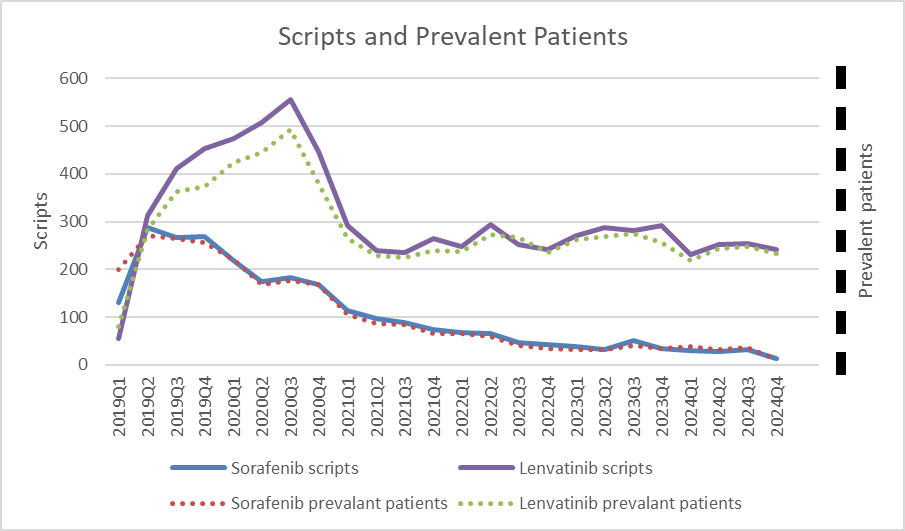 Scripts and Prevalent Patients
600
500
400
300
200
100
0
Scripts
Prevalent patients
2019Q1
2019Q2
2019Q3
2019Q4
2020Q1
2020Q2
2020Q3
2020Q4
2021Q1
2021Q2
2021Q3
2021Q4
2022Q1
2022Q2
2022Q3
2022Q4
2023Q1
2023Q2
2023Q3
2023Q4
2024Q1
2024Q2
2024Q3
2024Q4
Sorafenib scripts
Lenvatinib scripts
Sorafenib prevalant patients
Lenvatinib prevalant patients